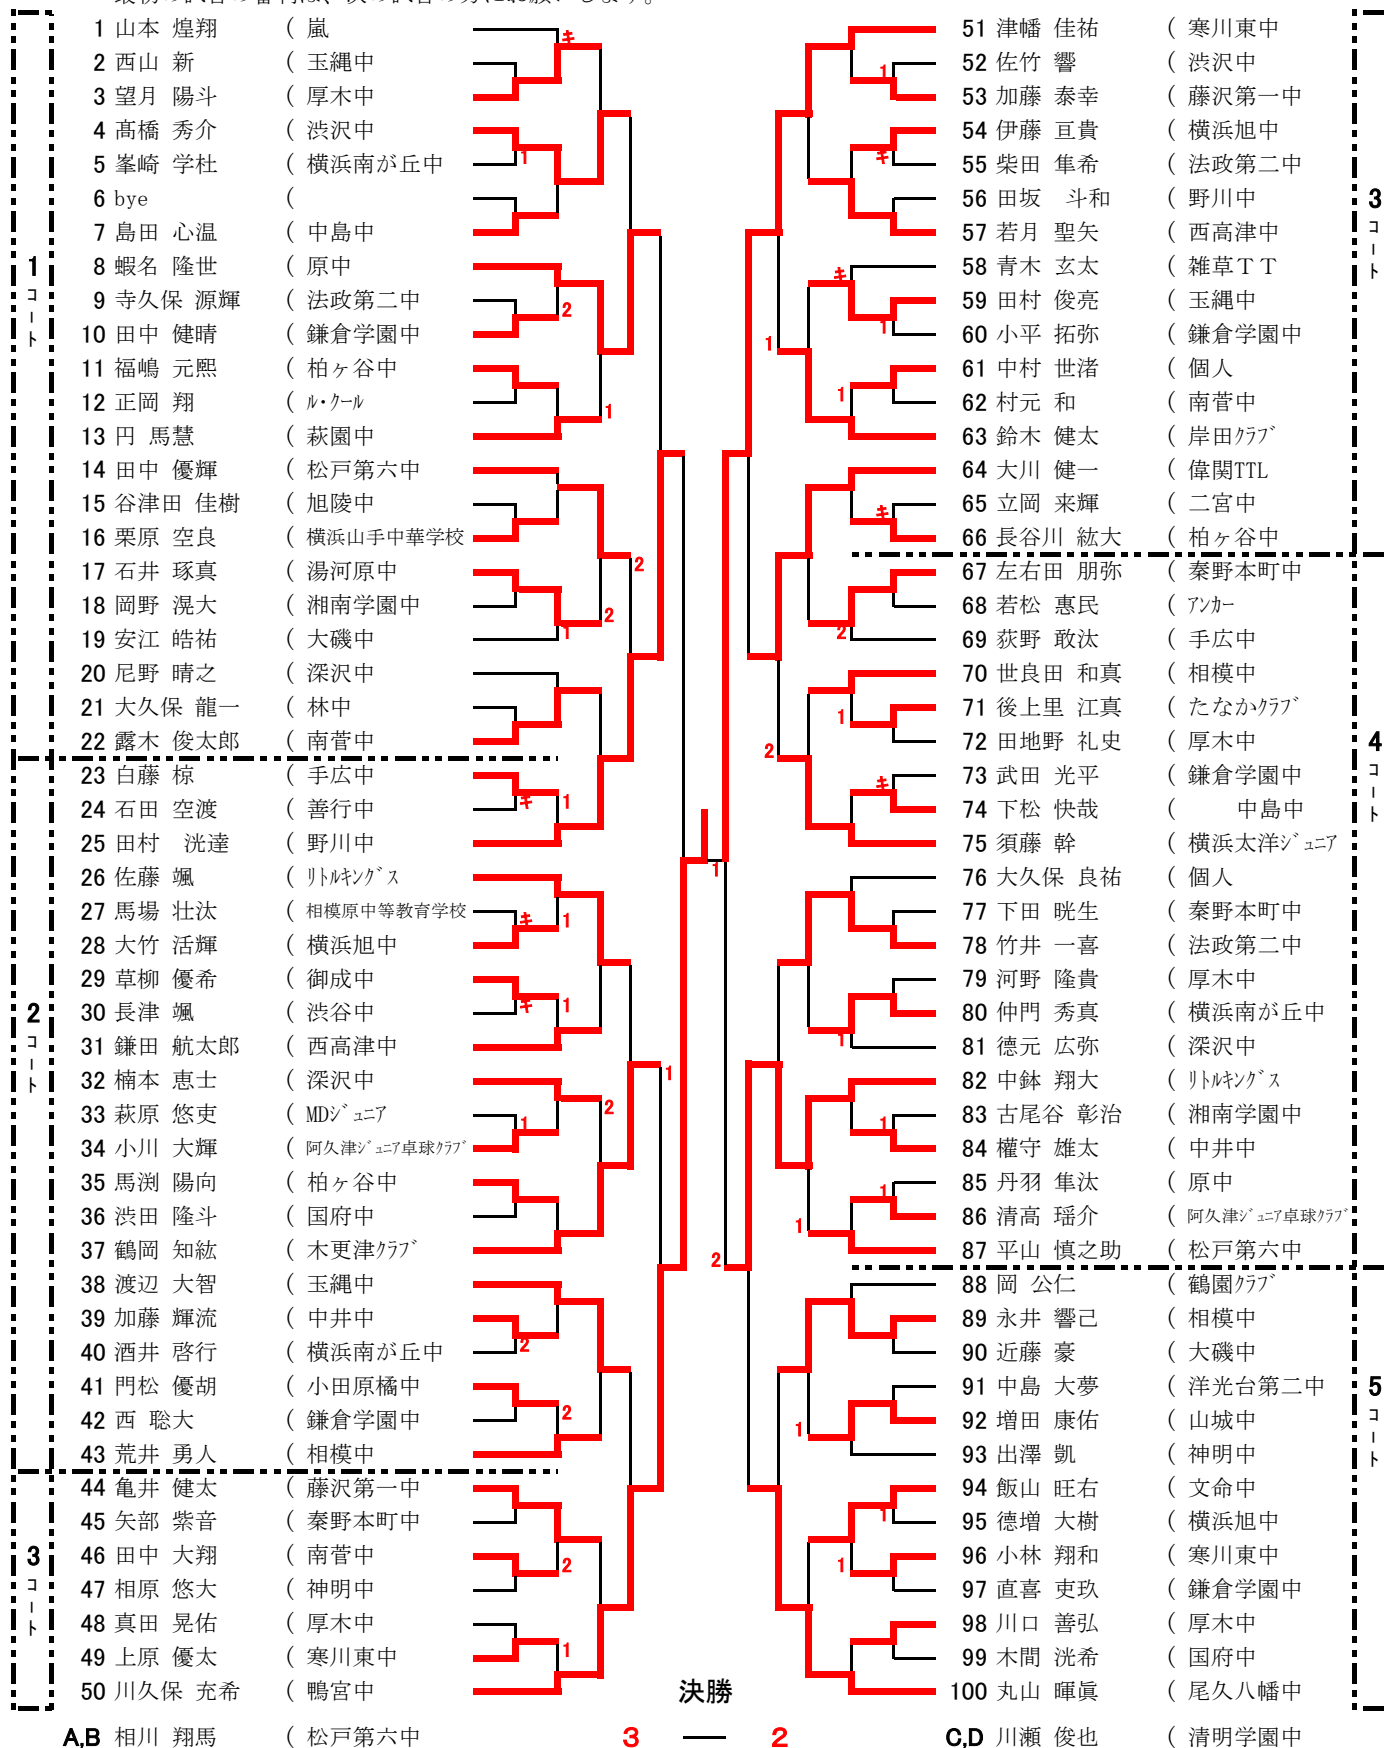 1 山本 煌翔 ( 嵐
2 西山 新 ( 玉縄中
3 望月 陽斗 ( 厚木中
4 髙橋 秀介 ( 渋沢中
5 峯崎 学杜 ( 横浜南が丘中
6 bye (
7 島田 心温 ( 中島中
8 蝦名 隆世 ( 原中
9 寺久保 源輝 ( 法政第二中
10 田中 健晴 ( 鎌倉学園中
11 福嶋 元熙 ( 柏ヶ谷中
12 正岡 翔 ( ル・クール
13 円 馬慧 ( 萩園中
14 田中 優輝 ( 松戸第六中
15 谷津田 佳樹 ( 旭陵中
16 栗原 空良 ( 横浜山手中華学校
17 石井 琢真 ( 湯河原中
18 岡野 滉大 ( 湘南学園中
19 安江 皓祐 ( 大磯中
20 尼野 晴之 ( 深沢中
21 大久保 龍一 ( 林中
22 露木 俊太郎 ( 南菅中
23 白藤 椋 ( 手広中
24 石田 空渡 ( 善行中
25 田村 洸達 ( 野川中
26 佐藤 颯 ( リトルキングス
27 馬場 壮汰 ( 相模原中等教育学校
28 大竹 活輝 ( 横浜旭中
29 草柳 優希 ( 御成中
30 長津 颯 ( 渋谷中
31 鎌田 航太郎 ( 西高津中
32 楠本 恵士 ( 深沢中
33 萩原 悠吏 ( MDジュニア
34 小川 大輝 ( 阿久津ジュニア卓球クラブ
35 馬渕 陽向 ( 柏ヶ谷中
36 渋田 隆斗 ( 国府中
37 鶴岡 知紘 ( 木更津クラブ
38 渡辺 大智 ( 玉縄中
39 加藤 輝流 ( 中井中
40 酒井 啓行 ( 横浜南が丘中
41 門松 優胡 ( 小田原橘中
42 西 聡大 ( 鎌倉学園中
43 荒井 勇人 ( 相模中
44 亀井 健太 ( 藤沢第一中
45 矢部 紫音 ( 秦野本町中
46 田中 大翔 ( 南菅中
47 相原 悠大 ( 神明中
48 真田 晃佑 ( 厚木中
49 上原 優太 ( 寒川東中
50 川久保 充希 ( 鴨宮中
A,B 相川 翔馬 ( 松戸第六中
1コート
2コート
3コート
決勝
3 — 2
51 津幡 佳祐 ( 寒川東中
52 佐竹 響 ( 渋沢中
53 加藤 泰幸 ( 藤沢第一中
54 伊藤 亘貴 ( 横浜旭中
55 柴田 隼希 ( 法政第二中
56 田坂 斗和 ( 野川中
57 若月 聖矢 ( 西高津中
58 青木 玄太 ( 雑草ＴＴ
59 田村 俊亮 ( 玉縄中
60 小平 拓弥 ( 鎌倉学園中
61 中村 世渚 ( 個人
62 村元 和 ( 南菅中
63 鈴木 健太 ( 岸田クラブ
64 大川 健一 ( 偉関TTL
65 立岡 来輝 ( 二宮中
66 長谷川 紘大 ( 柏ヶ谷中
67 左右田 朋弥 ( 秦野本町中
68 若松 惠民 ( アンカー
69 荻野 敢汰 ( 手広中
70 世良田 和真 ( 相模中
71 後上里 江真 ( たなかクラブ
72 田地野 礼史 ( 厚木中
73 武田 光平 ( 鎌倉学園中
74 下松 快哉 ( 中島中
75 須藤 幹 ( 横浜太洋ジュニア
76 大久保 良祐 ( 個人
77 下田 晄生 ( 秦野本町中
78 竹井 一喜 ( 法政第二中
79 河野 隆貴 ( 厚木中
80 仲門 秀真 ( 横浜南が丘中
81 德元 広弥 ( 深沢中
82 中鉢 翔大 ( リトルキングス
83 古尾谷 彰治 ( 湘南学園中
84 權守 雄太 ( 中井中
85 丹羽 隼汰 ( 原中
86 清高 瑶介 ( 阿久津ジュニア卓球クラブ
87 平山 慎之助 ( 松戸第六中
88 岡 公仁 ( 鶴園クラブ
89 永井 響己 ( 相模中
90 近藤 豪 ( 大磯中
91 中島 大夢 ( 洋光台第二中
92 増田 康佑 ( 山城中
93 出澤 凱 ( 神明中
94 飯山 旺右 ( 文命中
95 德増 大樹 ( 横浜旭中
96 小林 翔和 ( 寒川東中
97 直喜 吏玖 ( 鎌倉学園中
98 川口 善弘 ( 厚木中
99 木間 洸希 ( 国府中
100 丸山 暉眞 ( 尾久八幡中
C,D 川瀬 俊也 ( 清明学園中
3コート
4コート
5コート